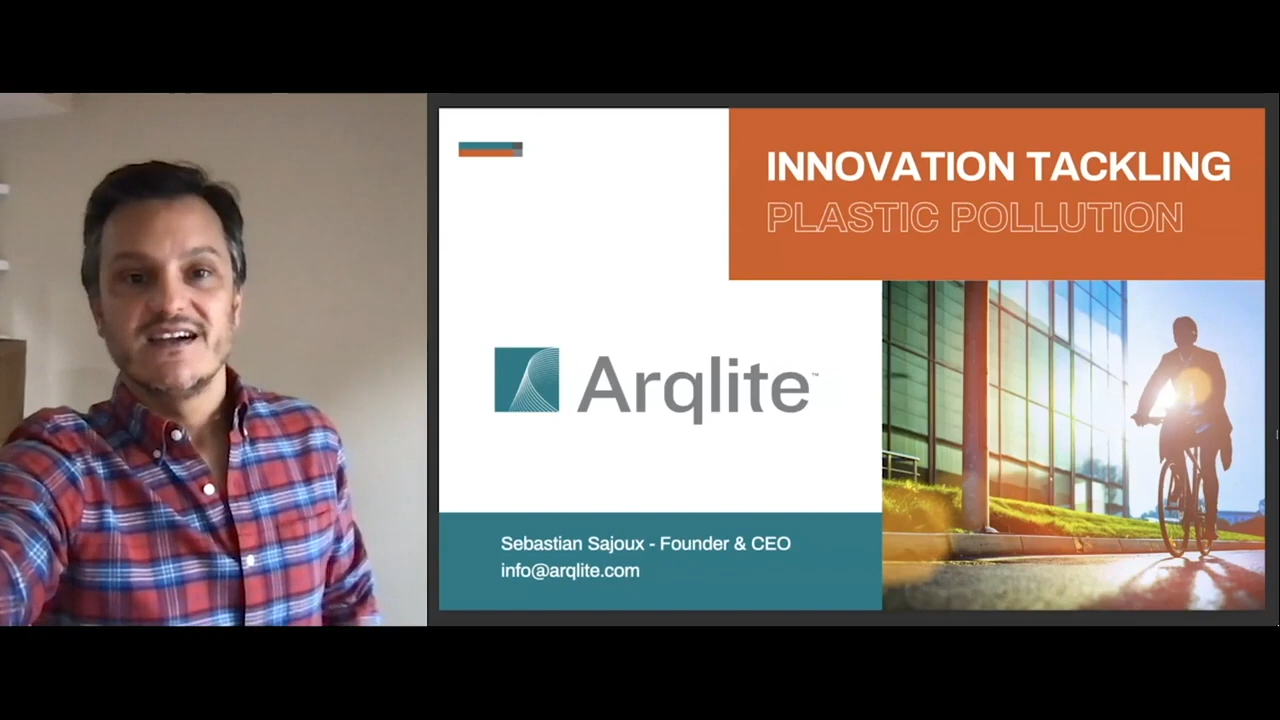 INNOVATION TACKLING
PLASTIC POLLUTION
Arqlite™
Sebastian Sajoux - Founder & CEO
info@arqlite.com